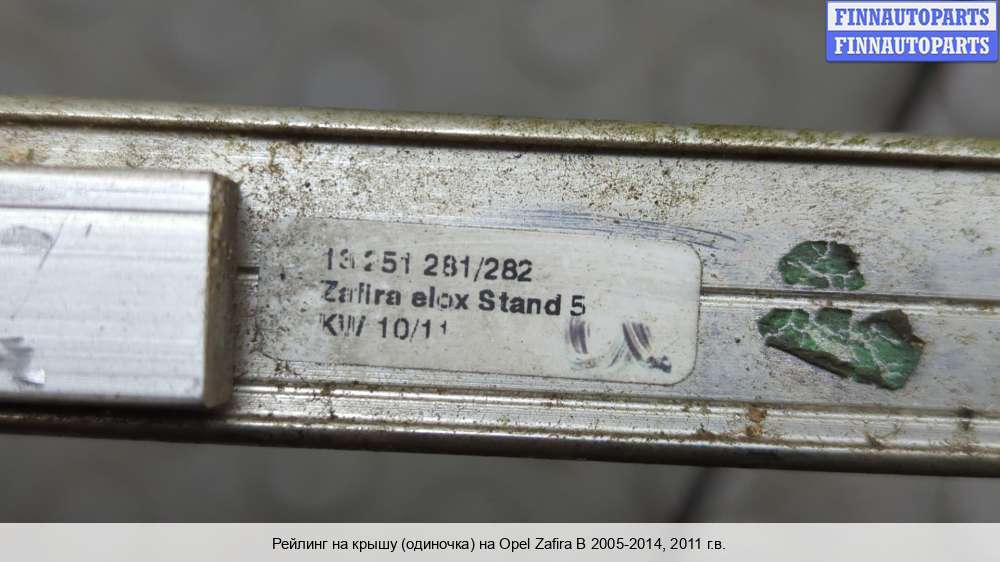 FINNAUTOPARTS
FINNAUTOPARTS
13 251 281/282
Zafira elox Stand 5
KW 10/11
Рейлинг на крышу (одиночка) на Opel Zafira B 2005-2014, 2011 г.в.